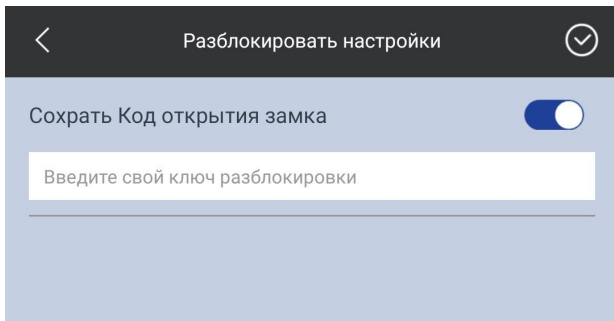 Разблокировать настройки
Сохрать Код открытия замка
Введите свой ключ разблокировки